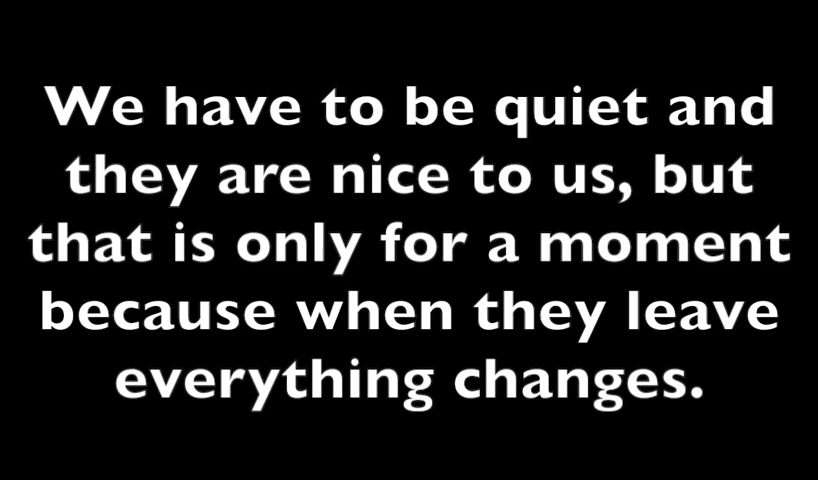 We have to be quiet and
they are nice to us, but
that is only for a moment
because when they leave
everything changes.